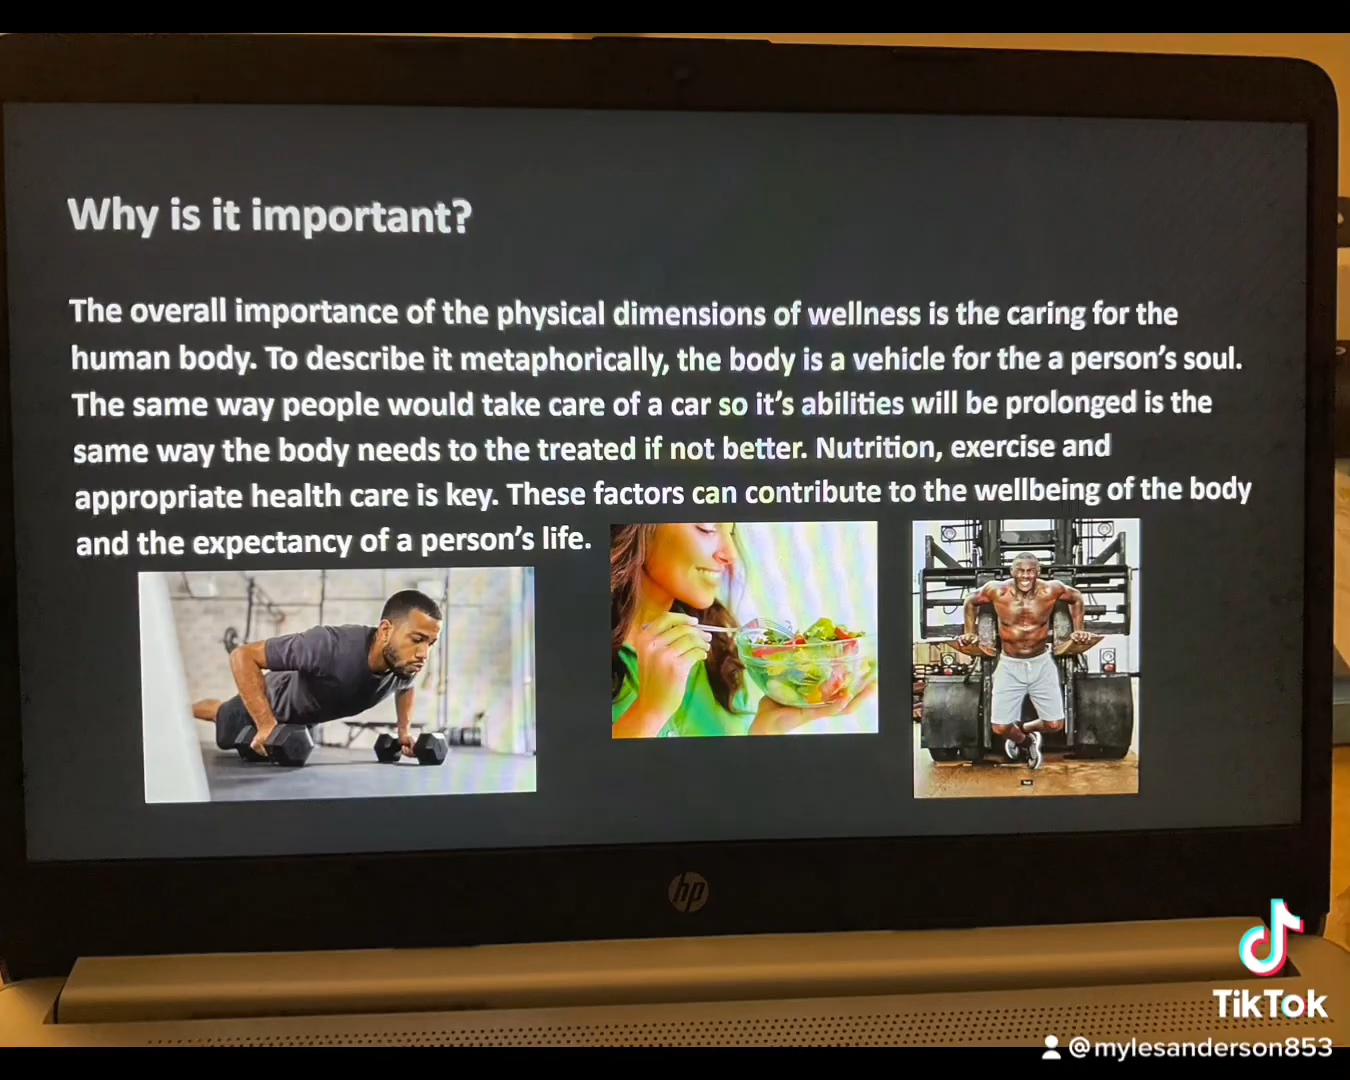 Why is it important?
The overall importance of the physical dimensions of wellness is the caring for the
human body. To describe it metaphorically, the body is a vehicle for the a person's soul.
The same way people would take care of a car so it's abilities will be prolonged is the
same way the body needs to the treated if not better. Nutrition, exercise and
appropriate health care is key. These factors can contribute to the wellbeing of the body
and the expectancy of a person's life.
hp
TikTok
@mylesanderson853